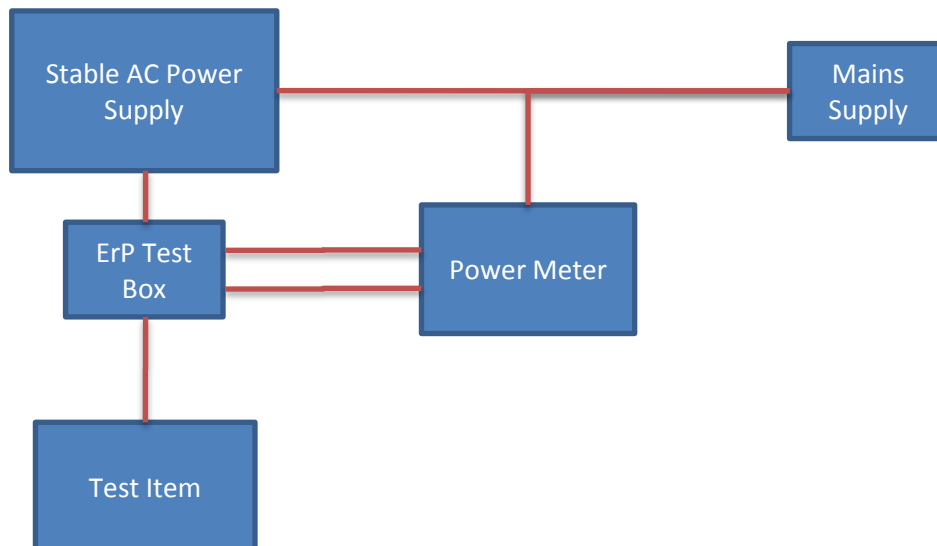 Stable AC Power
Supply
Mains
Supply
ErP Test
Box
Power Meter
Test Item